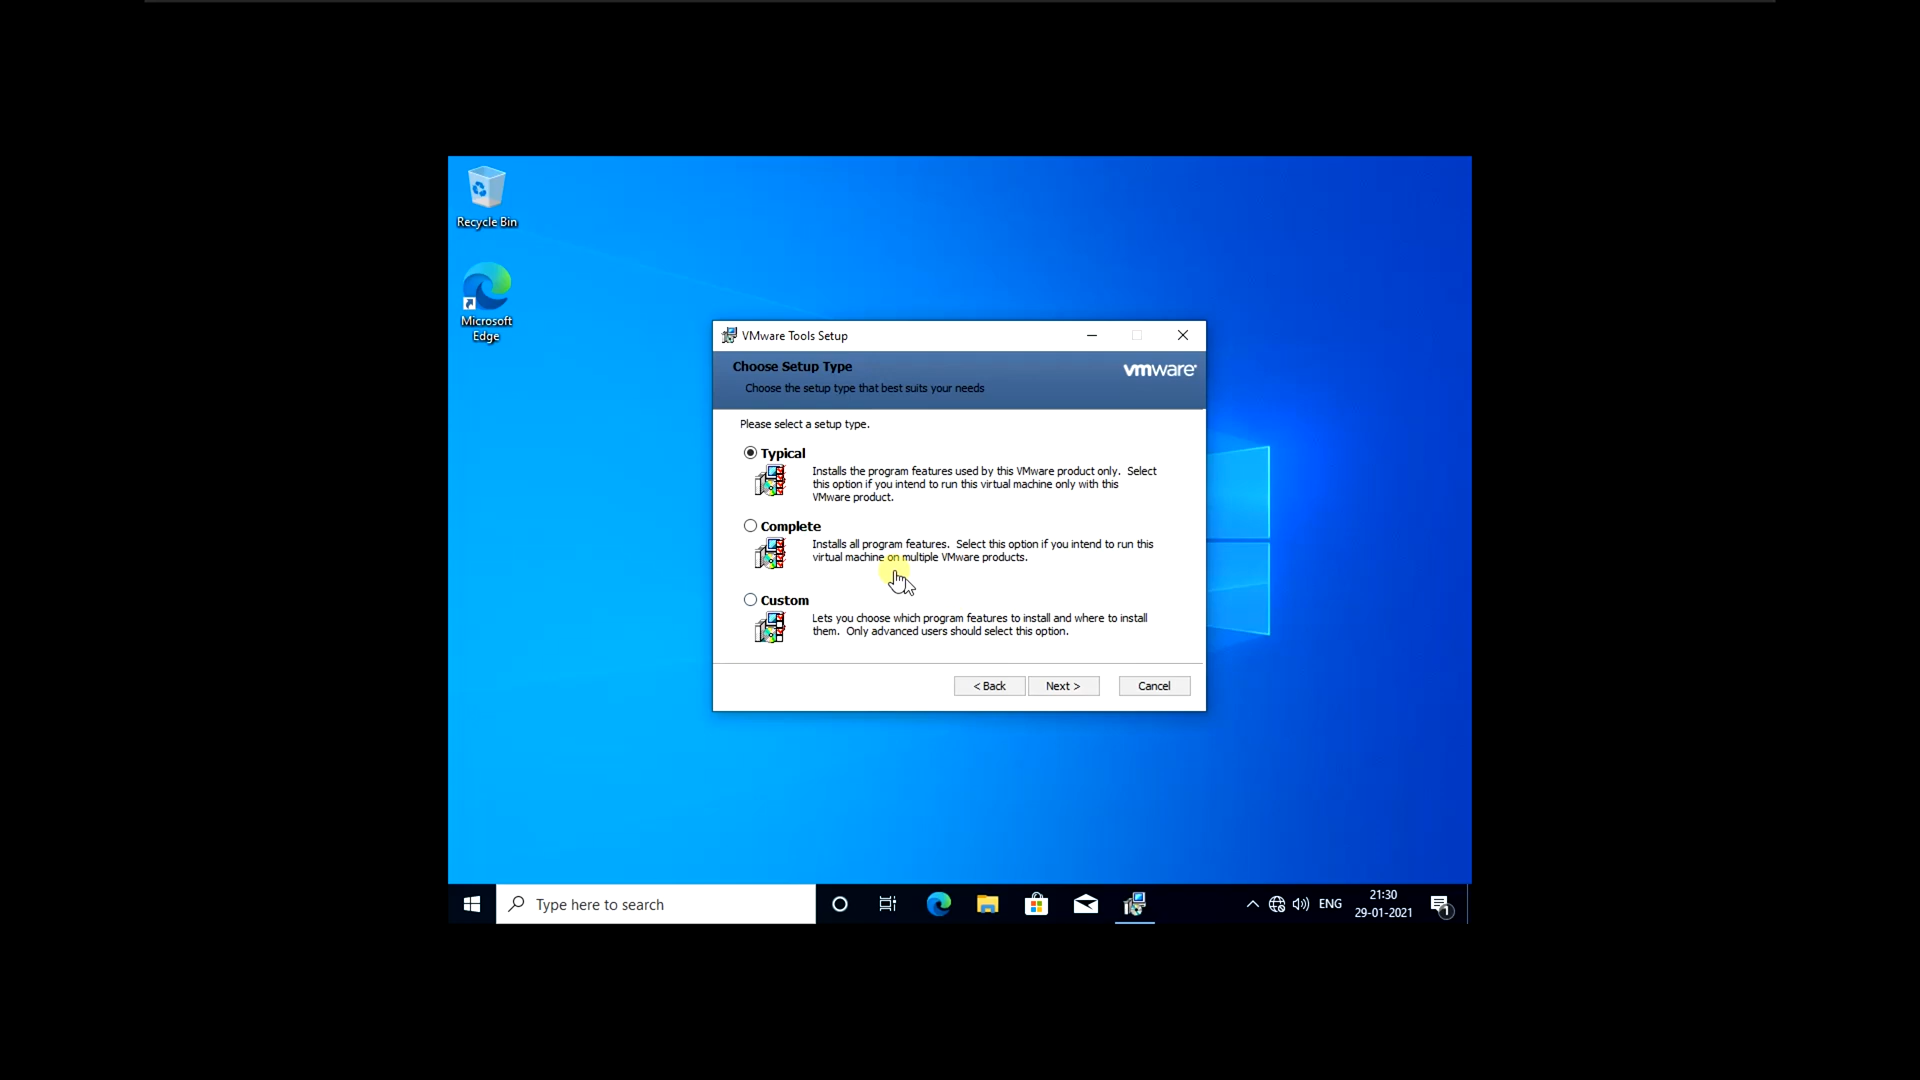 Recycle Bin
Microsoft
Edge
VMware Tools Setup
Choose Setup Type
vmware
Choose the setup type that best suits your needs
Please select a setup type.
Typical
Installs the program features used by this VMware product only. Select
this option if you intend to run this virtual machine only with this
VMware product.
Complete
Installs all program features. Select this option if you intend to run this
virtual machine on multiple VMware products.
Custom
Lets you choose which program features to install and where to install
them. Only advanced users should select this option.
< Back
Next >
Cancel
Type here to search
ENG
21:30
29-01-2021
1